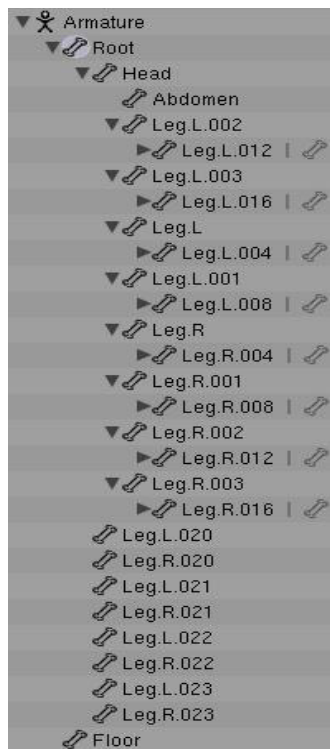 Armature
Root
Head
Abdomen
Leg.L.002
Leg.L.012 |
Leg.L.003
Leg.L.016 |
Leg.L
Leg.L.004 |
Leg.L.001
Leg.L.008 |
Leg.R
Leg.R.004 |
Leg.R.001
Leg.R.008 |
Leg.R.002
Leg.R.012 |
Leg.R.003
Leg.R.016 |
Leg.L.020
Leg.R.020
Leg.L.021
Leg.R.021
Leg.L.022
Leg.R.022
Leg.L.023
Leg.R.023
Floor